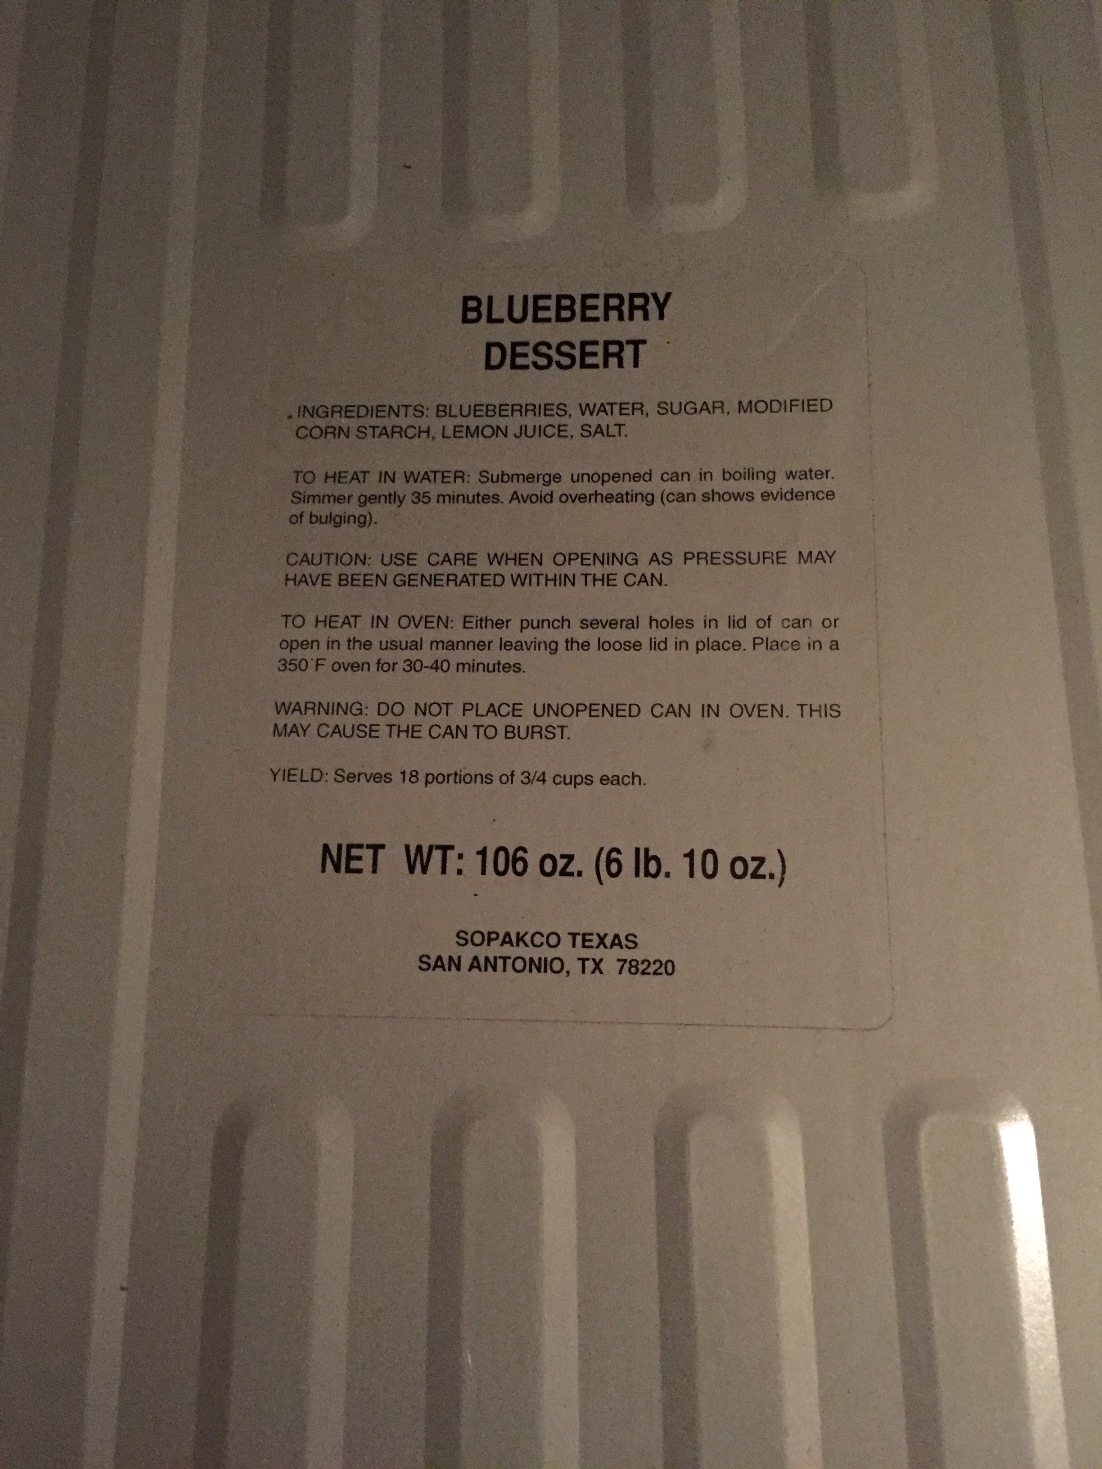 BLUEBERRY
DESSERT
INGREDIENTS: BLUEBERRIES, WATER, SUGAR, MODIFIED
CORN STARCH, LEMON JUICE, SALT.
TO HEAT IN WATER: Submerge unopened can in boiling water.
Simmer gently 35 minutes. Avoid overheating (can shows evidence
of bulging).
CAUTION: USE CARE WHEN OPENING AS PRESSURE MAY
HAVE BEEN GENERATED WITHIN THE CAN.
TO HEAT IN OVEN: Either punch several holes in lid of can or
open in the usual manner leaving the loose lid in place. Place in a
350°F oven for 30-40 minutes.
WARNING: DO NOT PLACE UNOPENED CAN IN OVEN. THIS
MAY CAUSE THE CAN TO BURST.
YIELD: Serves 18 portions of 3/4 cups each.
NET WT: 106 oz. (6 lb. 10 oz.)
SOPAKCO TEXAS
SAN ANTONIO, TX 78220